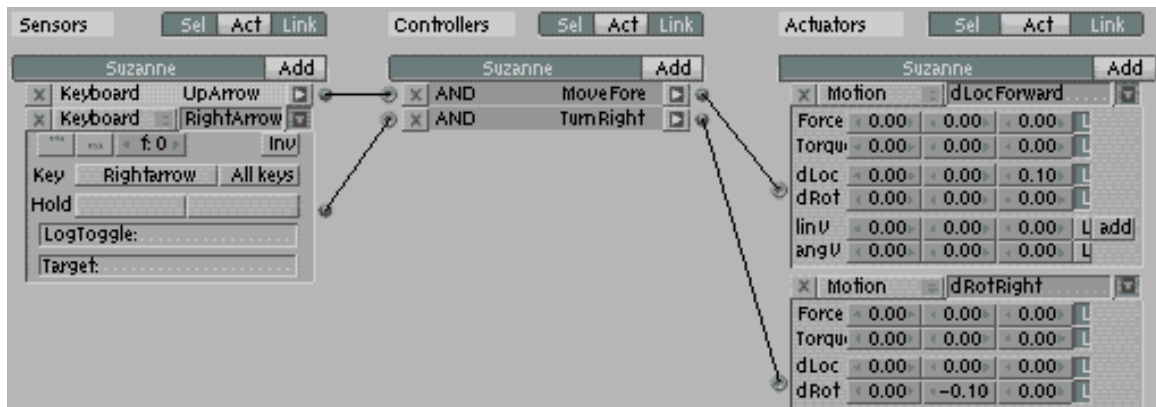 Sensors Sel Act Link
Suzanne Add
Keyboard UpArrow
Keyboard RightArrow
f: 0 Inv
Key Rightarrow All keys
Hold
LogToggle:
Target:
Controllers Sel Act Link
Suzanne Add
AND MoveFore
AND TurnRight
Actuators Sel Act Link
Suzanne Add
Motion dLocForward
Force 0.00 0.00 0.00 L
Torqu 0.00 0.00 0.00 L
dLoc 0.00 0.00 0.10 L
dRot 0.00 0.00 0.00 L
linV 0.00 0.00 0.00 L add
angV 0.00 0.00 0.00 L
Motion dRotRight
Force 0.00 0.00 0.00 L
Torqu 0.00 0.00 0.00 L
dLoc 0.00 0.00 0.00 L
dRot 0.00 -0.10 0.00 L